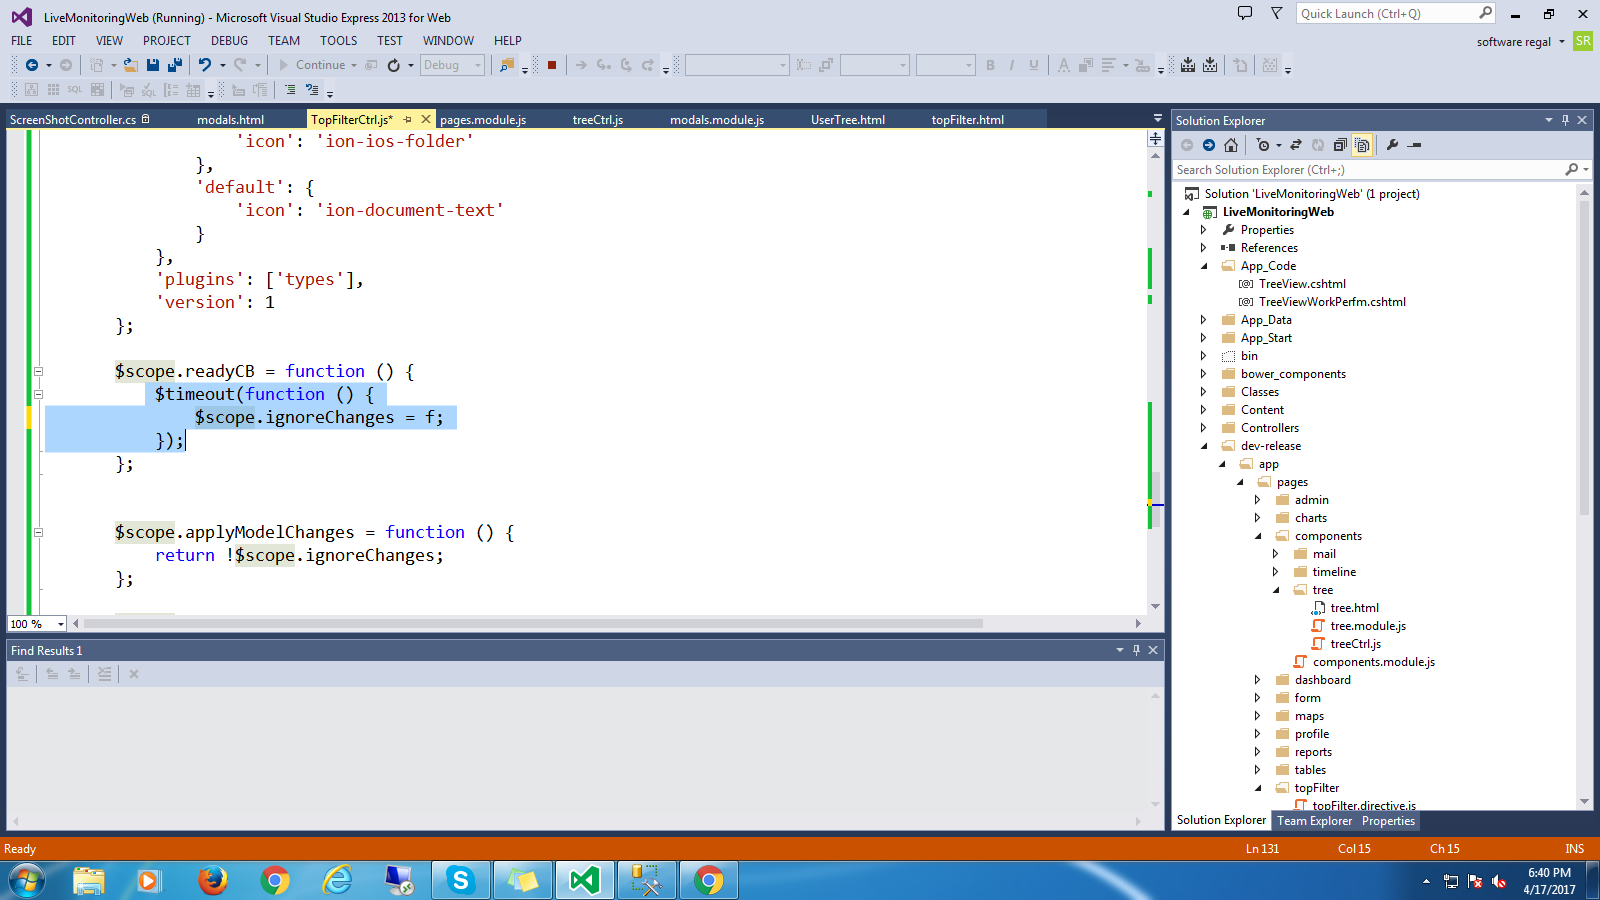 LiveMonitoringWeb (Running) - Microsoft Visual Studio Express 2013 for Web
Quick Launch (Ctrl+Q)
FILE EDIT VIEW PROJECT DEBUG TEAM TOOLS TEST WINDOW HELP
software regal SR
Continue Debug
SQL SQL
ScreenShotController.cs modals.html TopFilterCtrl.js* pages.module.js treeCtrl.js modals.module.js UserTree.html topFilter.html
'icon': 'ion-ios-folder'
},
'default': {
'icon': 'ion-document-text'
}
},
'plugins': ['types'],
'version': 1
};
$scope.readyCB = function () {
$timeout(function () {
$scope.ignoreChanges = f;
});
};
$scope.applyModelChanges = function () {
return !$scope.ignoreChanges;
};
100 %
Find Results 1
Solution Explorer
Search Solution Explorer (Ctrl+;)
Solution 'LiveMonitoringWeb' (1 project)
LiveMonitoringWeb
Properties
References
App_Code
TreeView.cshtml
TreeViewWorkPerfm.cshtml
App_Data
App_Start
bin
bower_components
Classes
Content
Controllers
dev-release
app
pages
admin
charts
components
mail
timeline
tree
tree.html
tree.module.js
treeCtrl.js
components.module.js
dashboard
form
maps
profile
reports
tables
topFilter
topFilter.directive.js
Solution Explorer Team Explorer Properties
Ready Ln 131 Col 15 Ch 15 INS
6:40 PM
4/17/2017